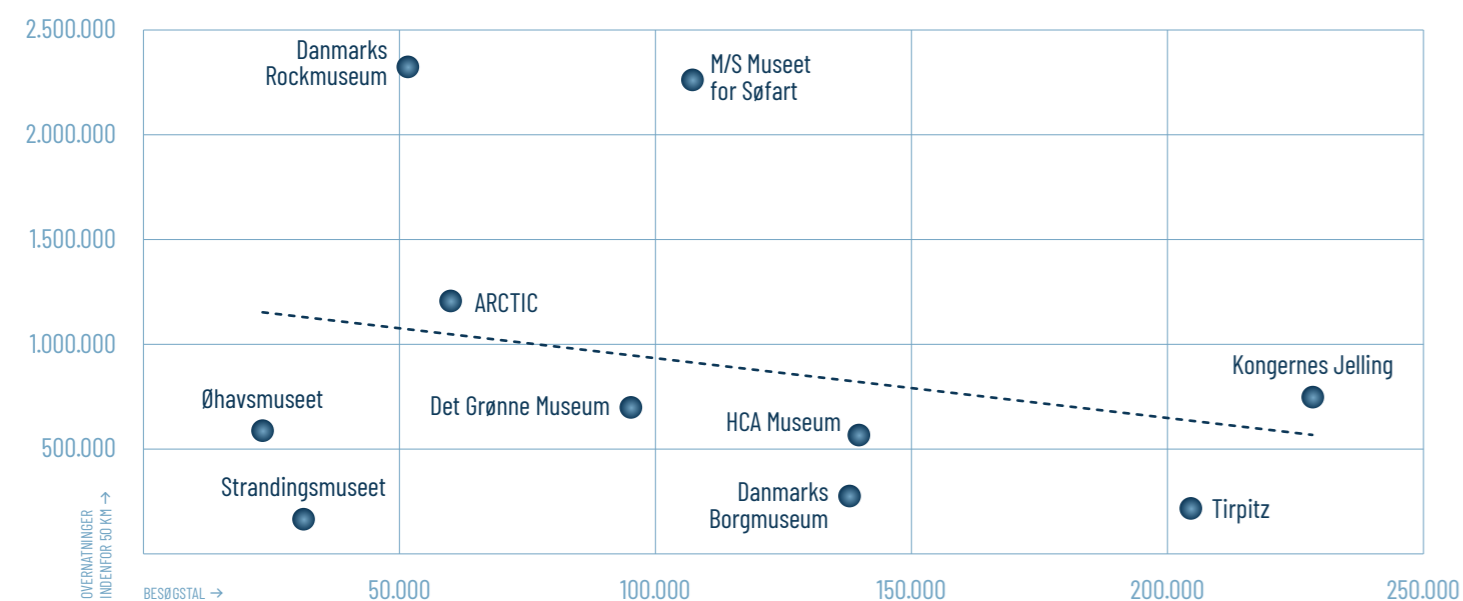 2.500.000
Danmarks
Rockmuseum
M/S Museet
for Søfart
2.000.000
1.500.000
ARCTIC
1.000.000
Kongernes Jelling
Øhavsmuseet
Det Grønne Museum
HCA Museum
500.000
Strandingsmuseet
Danmarks
Borgmuseum
Tirpitz
OVERNATNINGER
INDENFOR 50 KM →
BESØGSTAL →
50.000
100.000
150.000
200.000
250.000